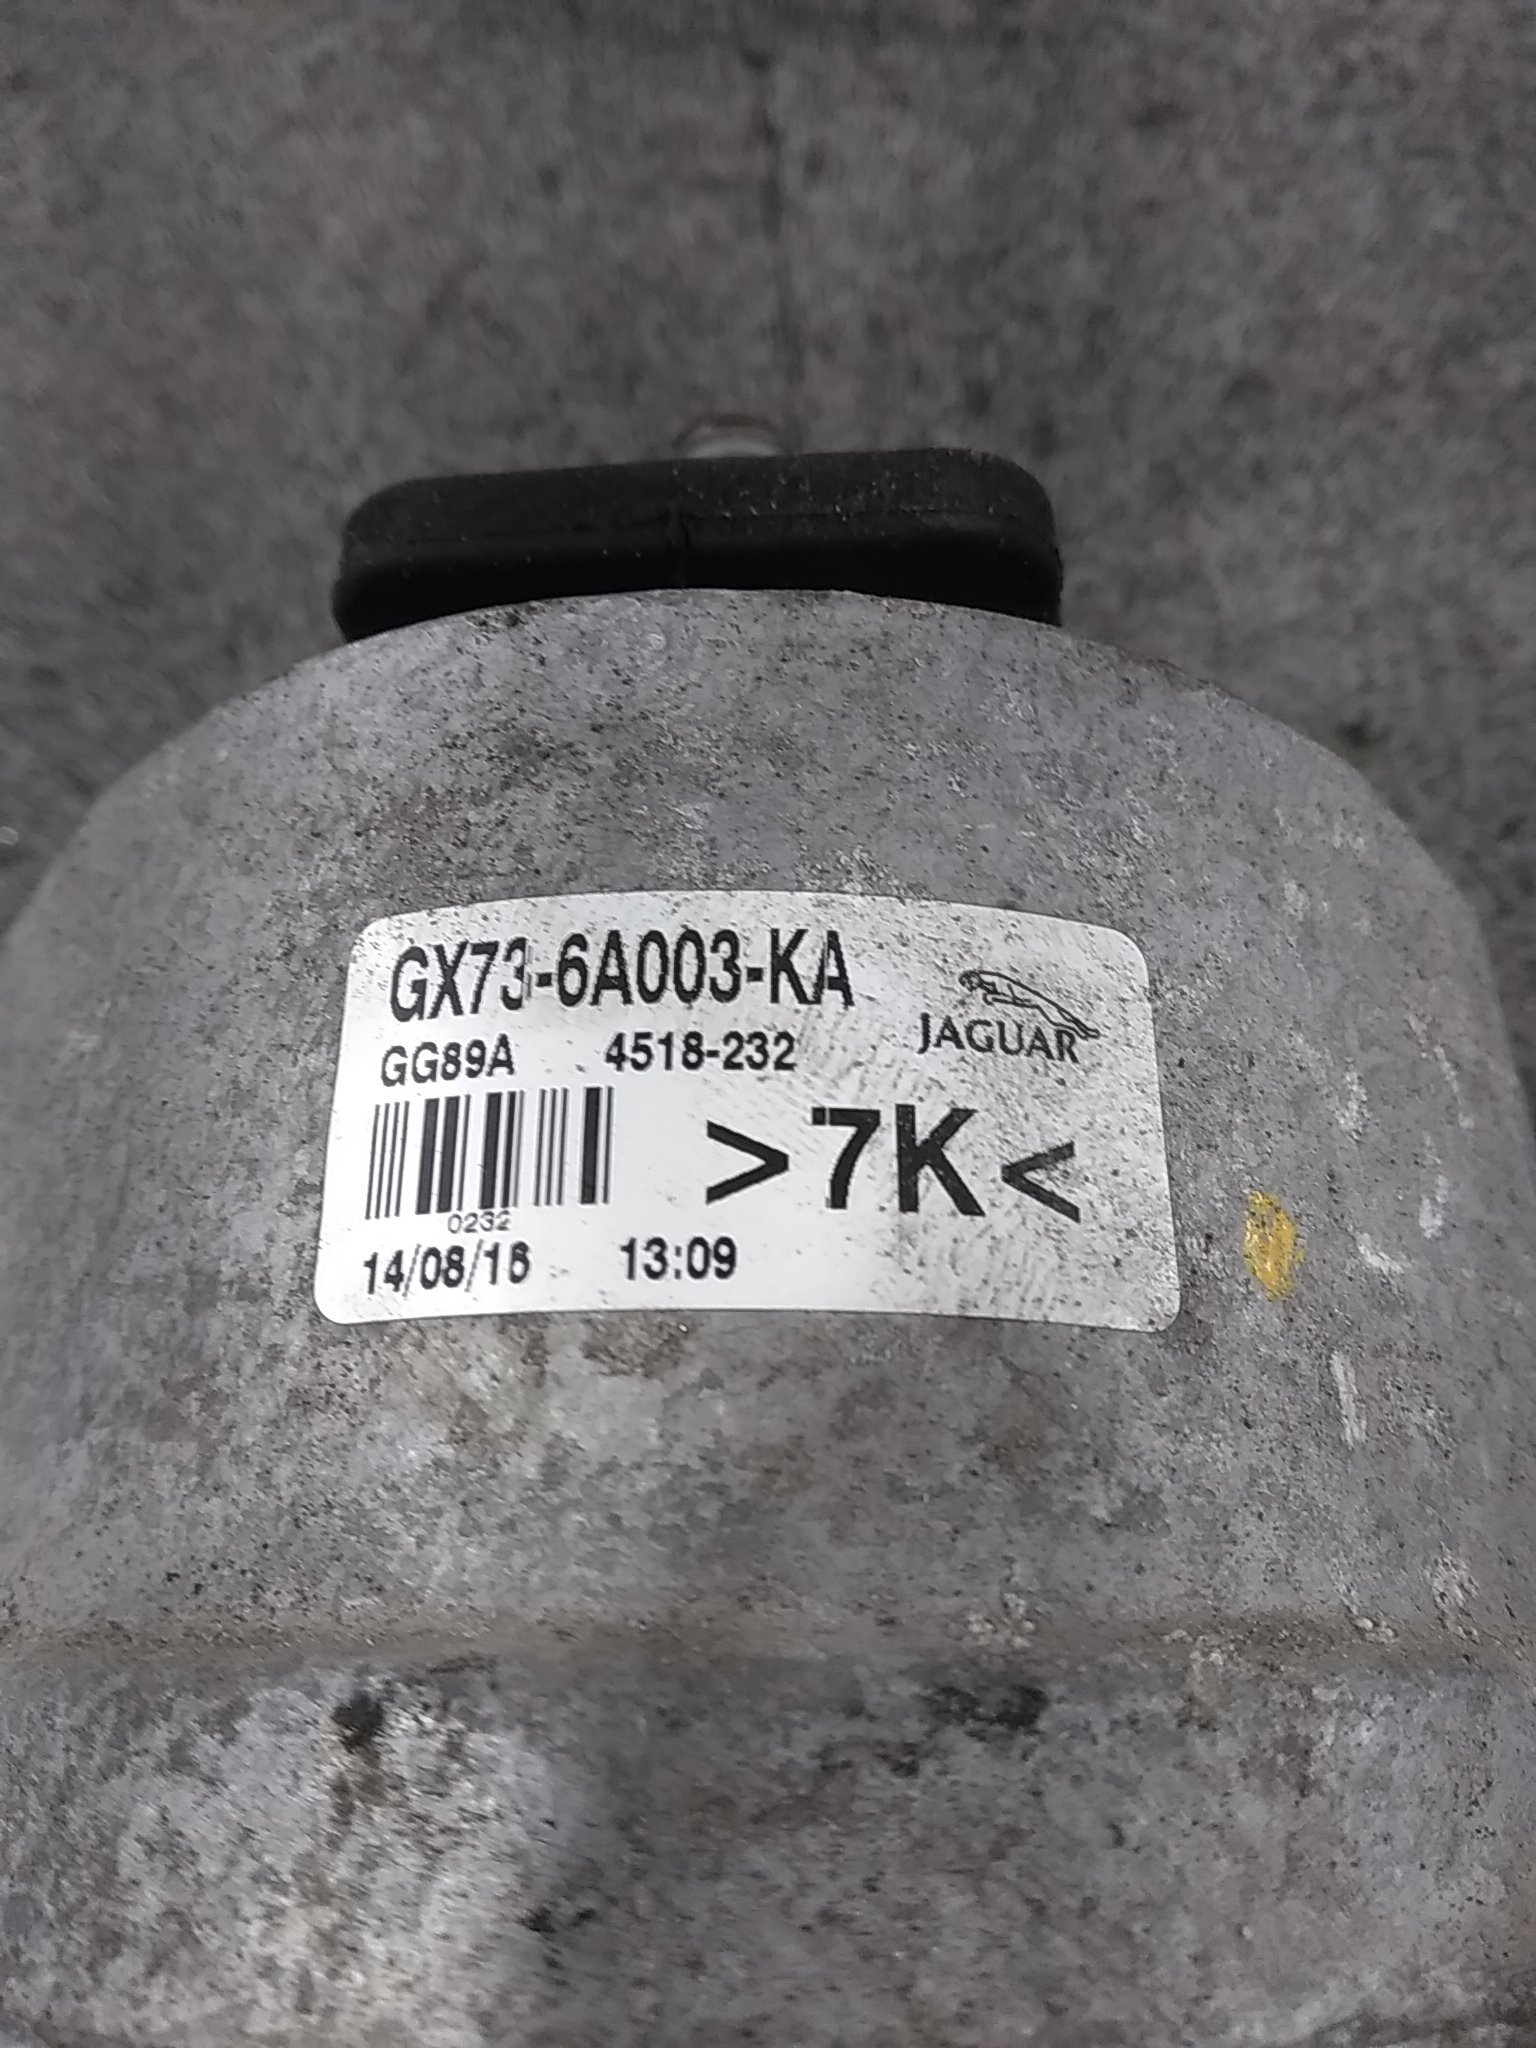 GX73-6A003-KA
JAGUAR
GG89A 4518-232
>7K<
0232
14/08/16 13:09